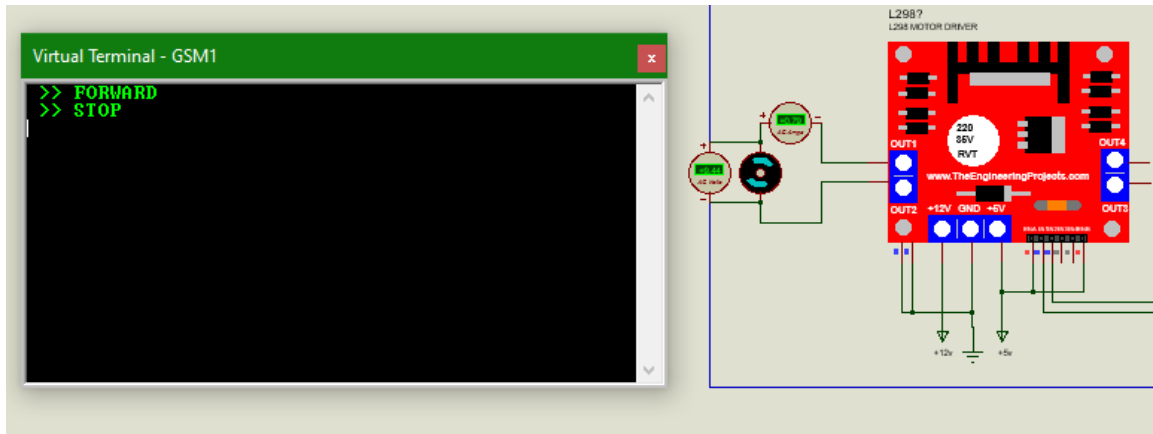 Virtual Terminal - GSM1
x
>> FORWARD
>> STOP
L298?
L298 MOTOR DRIVER
220
35V
RVT
OUT1
OUT4
www.TheEngineeringProjects.com
OUT2
+12V GND +5V
OUT3
+12v
+5v